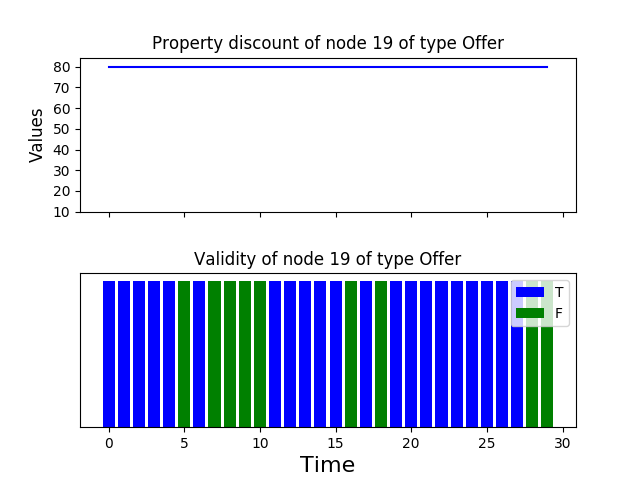 Property discount of node 19 of type Offer
80
70
60
50
40
30
20
10
Values
Validity of node 19 of type Offer
T
F
0 5 10 15 20 25 30
Time